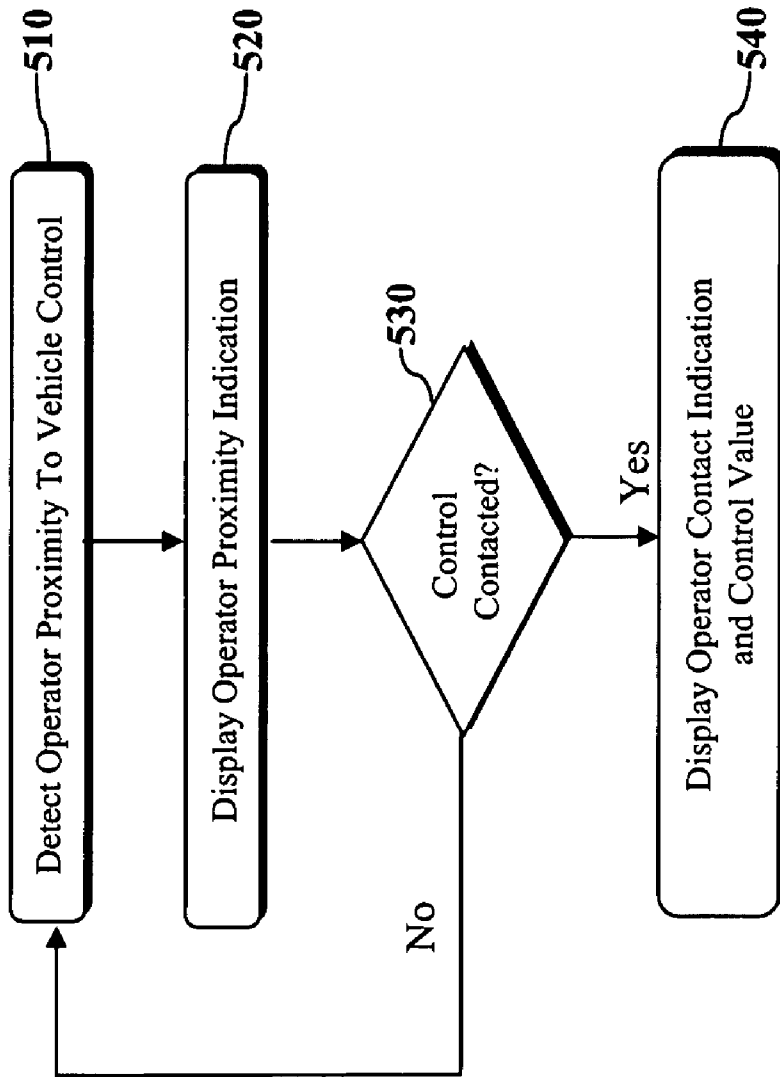 510
Detect Operator Proximity To Vehicle Control
520
Display Operator Proximity Indication
530
Control
Contacted?
No
Yes
540
Display Operator Contact Indication
and Control Value